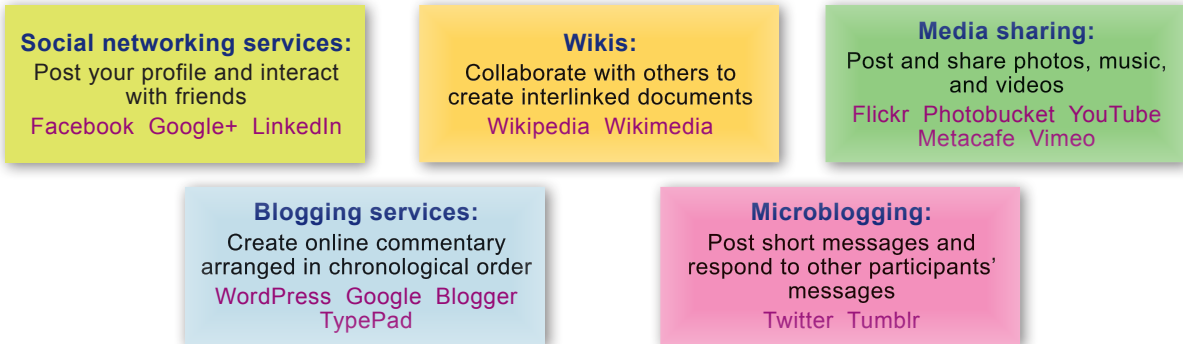 Social networking services:
Post your profile and interact
with friends
Facebook Google+ LinkedIn
Wikis:
Collaborate with others to
create interlinked documents
Wikipedia Wikimedia
Media sharing:
Post and share photos, music,
and videos
Flickr Photobucket YouTube
Metacafe Vimeo
Blogging services:
Create online commentary
arranged in chronological order
WordPress Google Blogger
TypePad
Microblogging:
Post short messages and
respond to other participants’
messages
Twitter Tumblr